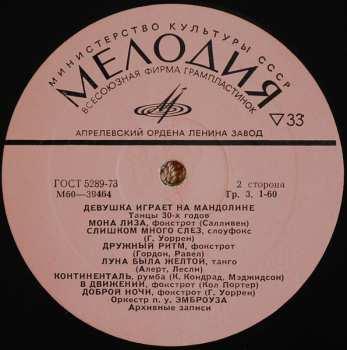 МИНИСТЕРСТВО КУЛЬТУРЫ СССР
МЕЛОДИЯ
ВСЕСОЮЗНАЯ ФИРМА ГРАМПЛАСТИНОК
33
АПРЕЛЕВСКИЙ ОРДЕНА ЛЕНИНА ЗАВОД
ГОСТ 5289-73
2 сторона
М60—39464
Гр. 3. 1-60
ДЕВУШКА ИГРАЕТ НА МАНДОЛИНЕ
Танцы 30-х годов
МОНА ЛИЗА, фокстрот (Салливен)
СЛИШКОМ МНОГО СЛЕЗ, слоуфокс
(Г. Уоррен)
ДРУЖНЫЙ РИТМ, фокстрот
(Гордон, Равел)
ЛУНА БЫЛА ЖЕЛТОЙ, танго
(Алерт, Лесли)
КОНТИНЕНТАЛЬ, румба (К. Кондрад, Мэджидсон)
В ДВИЖЕНИИ, фокстрот (Кол Портер)
ДОБРОЙ НОЧИ, фокстрот (Г. Уоррен)
Оркестр п. у. ЭМБРОУЗА
Архивные записи